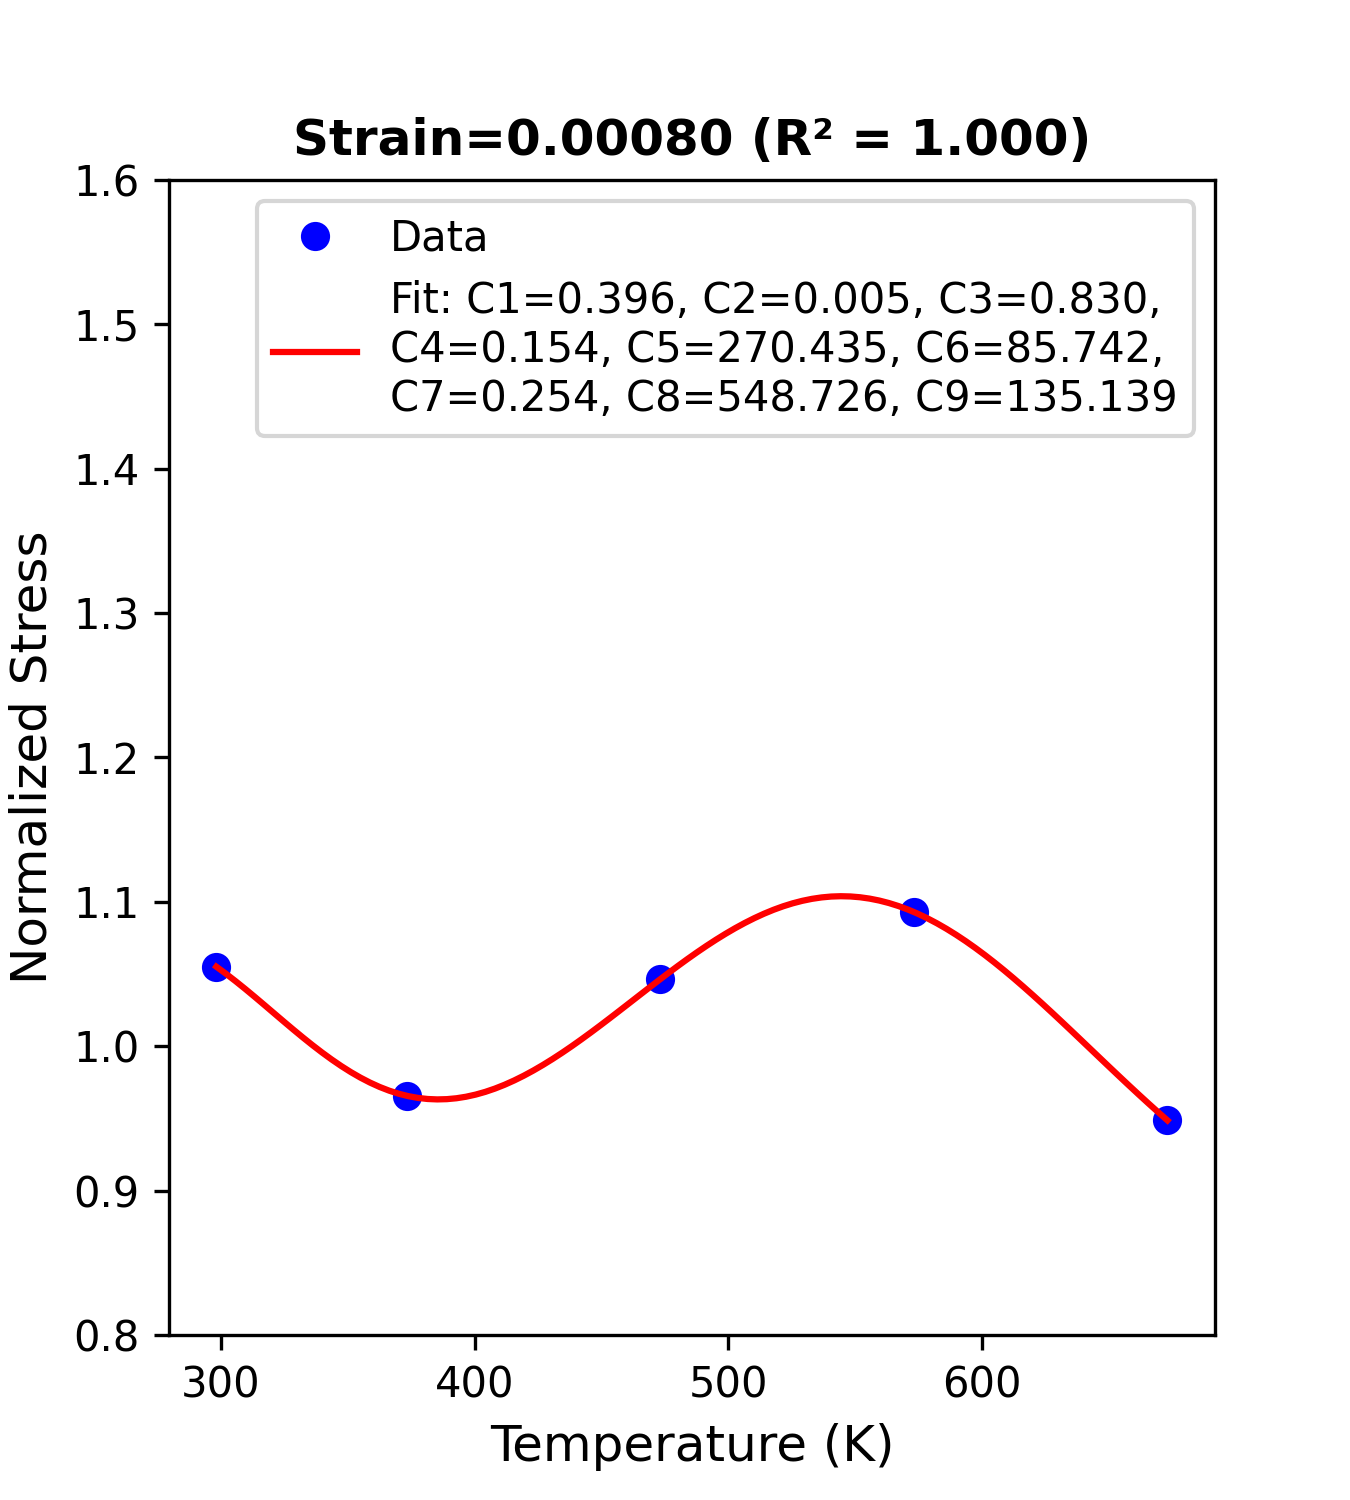 Strain=0.00080 (R² = 1.000)
Data
Fit: C1=0.396, C2=0.005, C3=0.830,
C4=0.154, C5=270.435, C6=85.742,
C7=0.254, C8=548.726, C9=135.139
1.6
1.5
1.4
1.3
1.2
1.1
1.0
0.9
0.8
Normalized Stress
300 400 500 600
Temperature (K)